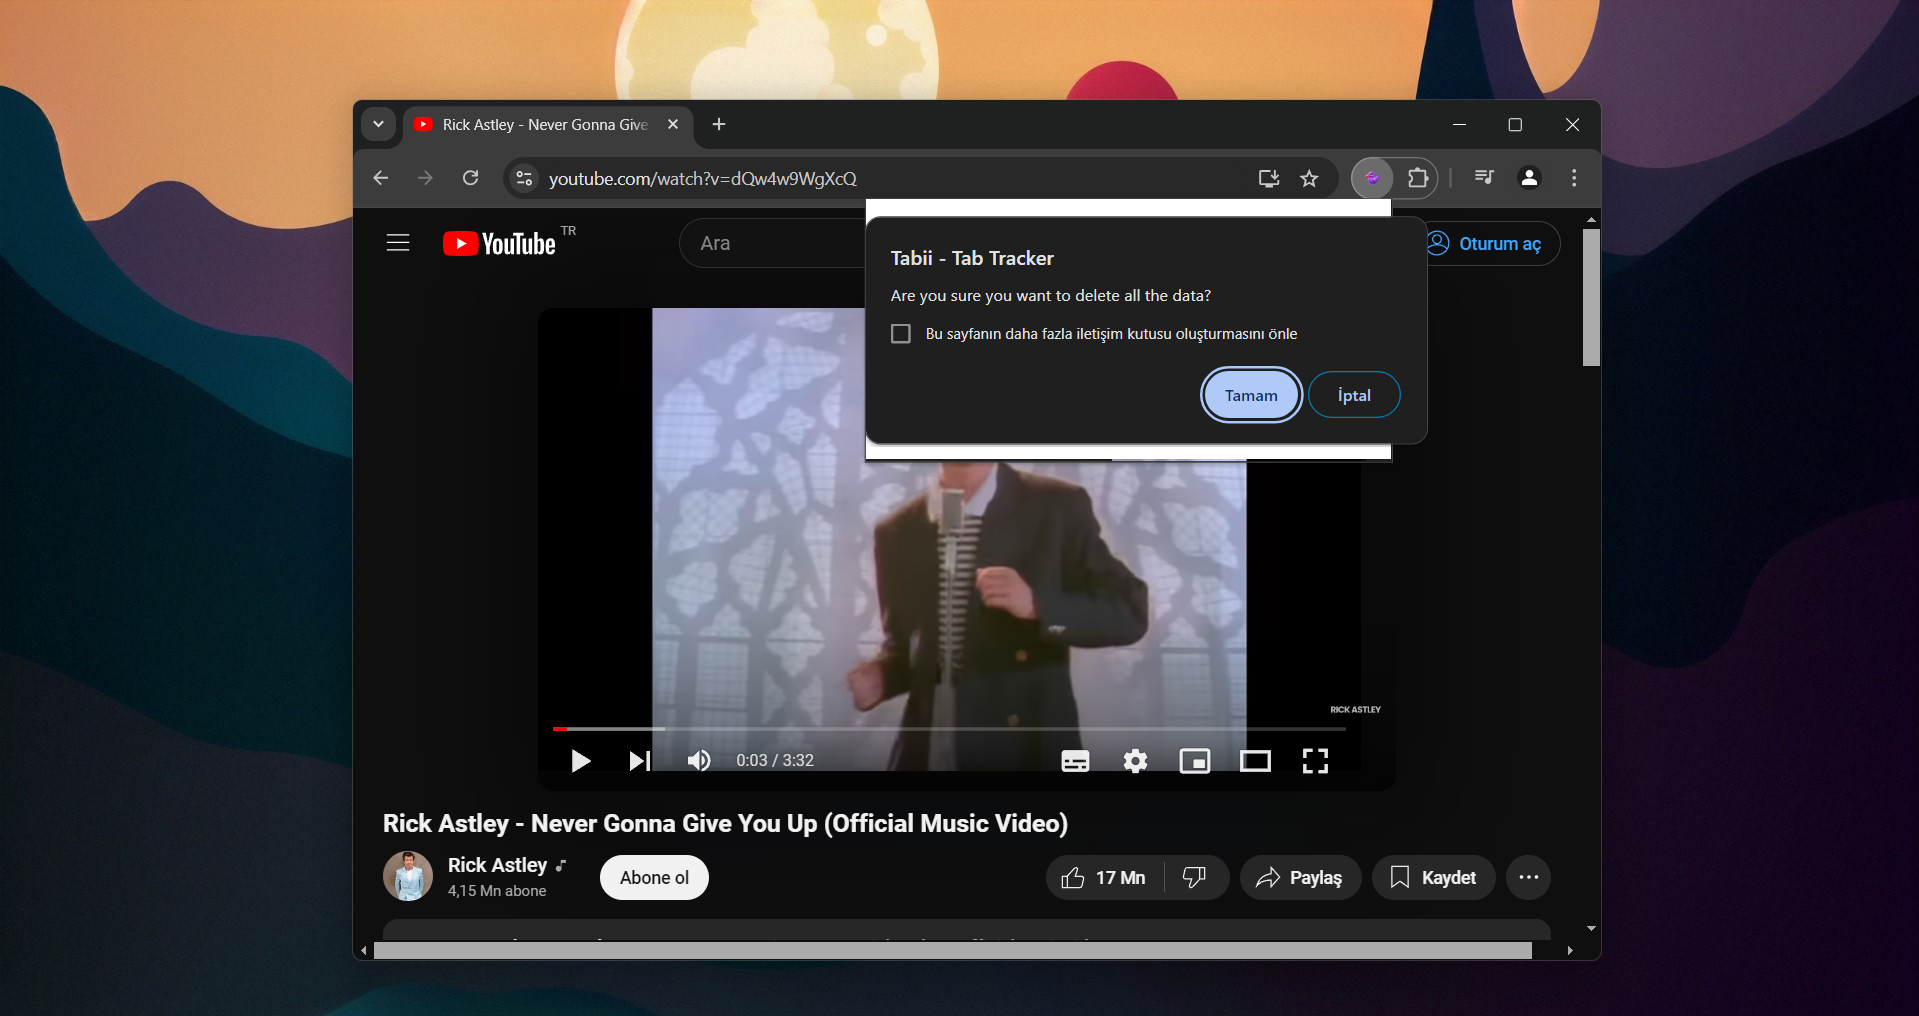 Rick Astley - Never Gonna Give
youtube.com/watch?v=dQw4w9WgXcQ
YouTube TR
Ara
Oturum aç
Tabii - Tab Tracker
Are you sure you want to delete all the data?
Bu sayfanın daha fazla iletişim kutusu oluşturmasını önle
Tamam
İptal
RICK ASTLEY
0:03 / 3:32
Rick Astley - Never Gonna Give You Up (Official Music Video)
Rick Astley
4,15 Mn abone
Abone ol
17 Mn
Paylaş
Kaydet